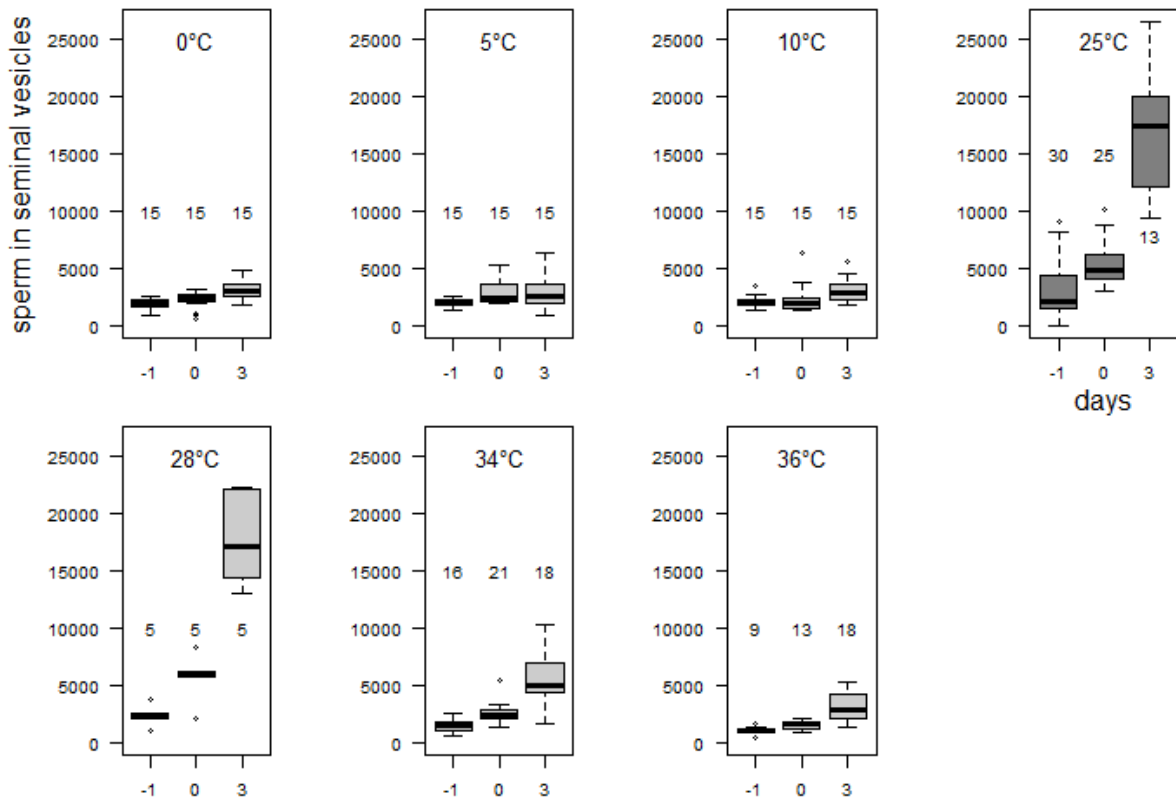 sperm in seminal vesicles
0°C
5°C
10°C
25°C
25000 25000 25000 25000
20000 20000 20000 20000
15000 15000 15000 15000 30 25
10000 15 15 15 10000 15 15 15 10000 15 15 15 10000
13
5000 5000 5000 5000
0 0 0 0
-1 0 3 -1 0 3 -1 0 3 -1 0 3
days
28°C
34°C
36°C
25000 25000 25000
20000 20000 20000
15000 15000 16 21 18 15000
10000 5 5 5 10000 10000 9 13 18
5000 5000 5000
0 0 0
-1 0 3 -1 0 3 -1 0 3